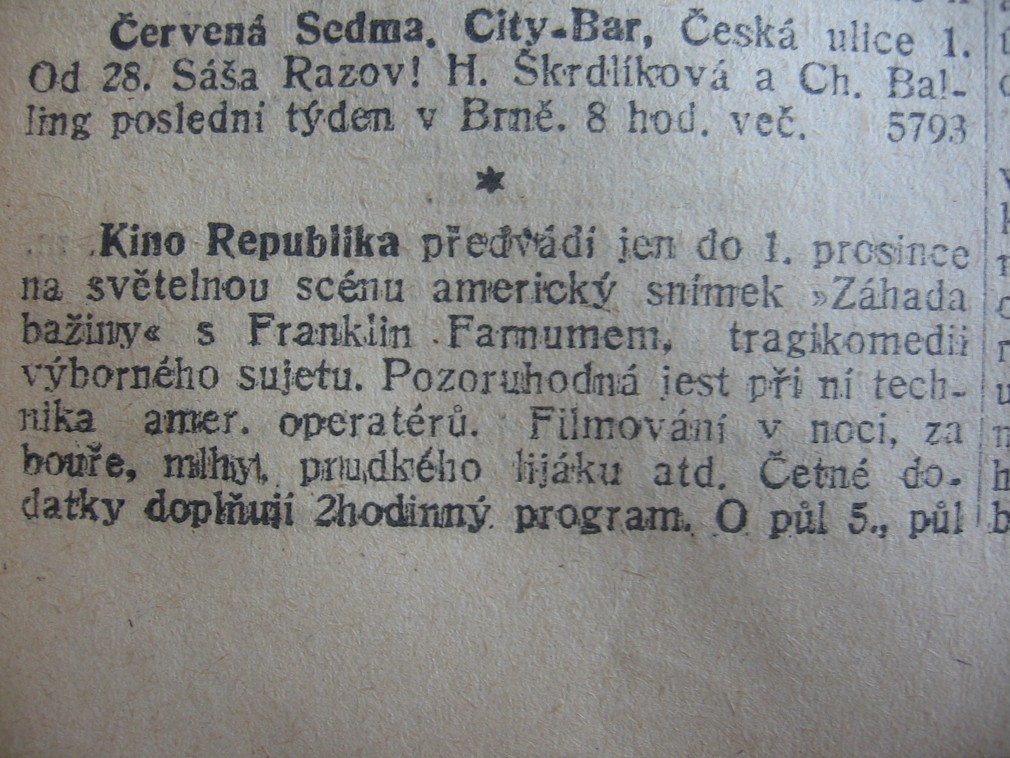 Červená Sedma. City-Bar, Česká ulice 1.
Od 28. Sáša Razov! H. Škrdlíková a Ch. Bal-
ling poslední týden v Brně. 8 hod. več. 5793
*
Kino Republika předvádí jen do 1. prosince
na světelnou scénu americký snímek »Záhada
bažiny« s Franklin Farnumem, tragikomedii
výborného sujetu. Pozoruhodná jest při ní tech-
nika amer. operatérů. Filmování v noci, za
bouře, mlhy, prudkého lijáku atd. Četné do-
datky doplňují 2hodinný program. O půl 5., půl